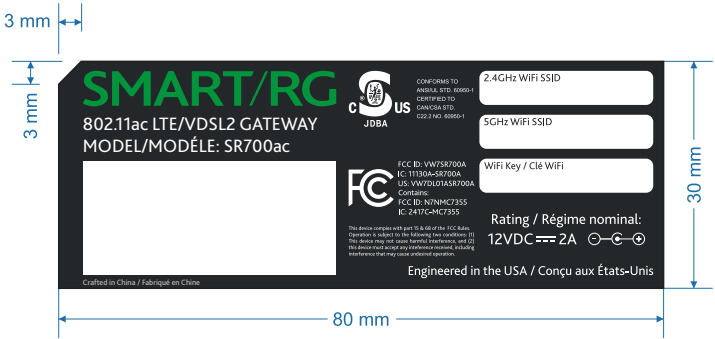 3 mm
3 mm
SMART/RG
802.11ac LTE/VDSL2 GATEWAY
MODEL/MODÉLE: SR700ac
C US
JDBA
CONFORMS TO
ANSI/UL STD. 60950-1
CERTIFIED TO
CAN/CSA STD.
C22.2 NO. 60950-1
2.4GHz WiFi SSID
5GHz WiFi SSID
WiFi Key / Clé WiFi
FC
FCC ID: VW7SR700A
IC: 11130A-SR700A
US: VW7DL01ASR700A
Contains:
FCC ID: N7NMC7355
IC: 2417C-MC7355
This device compies with part 15 & 68 of the FCC Rules.
Operation is subject to the following two conditions: (1)
This device may not cause harmful interference, and (2)
this device must accept any interference received, including
interference that may cause undesired operation.
Rating / Régime nominal:
12VDC 2A
Engineered in the USA / Conçu aux États-Unis
Crafted in China / Fabriqué en Chine
30 mm
80 mm